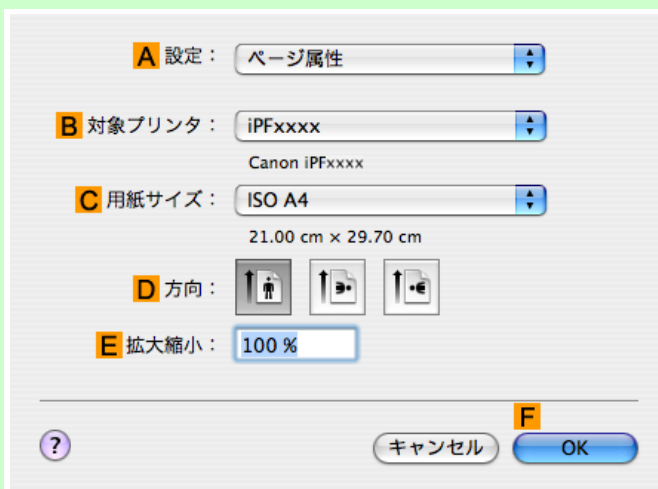 A 設定： ページ属性
B 対象プリンタ： iPFxxxx
Canon iPFxxxx
C 用紙サイズ： ISO A4
21.00 cm × 29.70 cm
D 方向：
E 拡大縮小： 100 %
F
? キャンセル OK